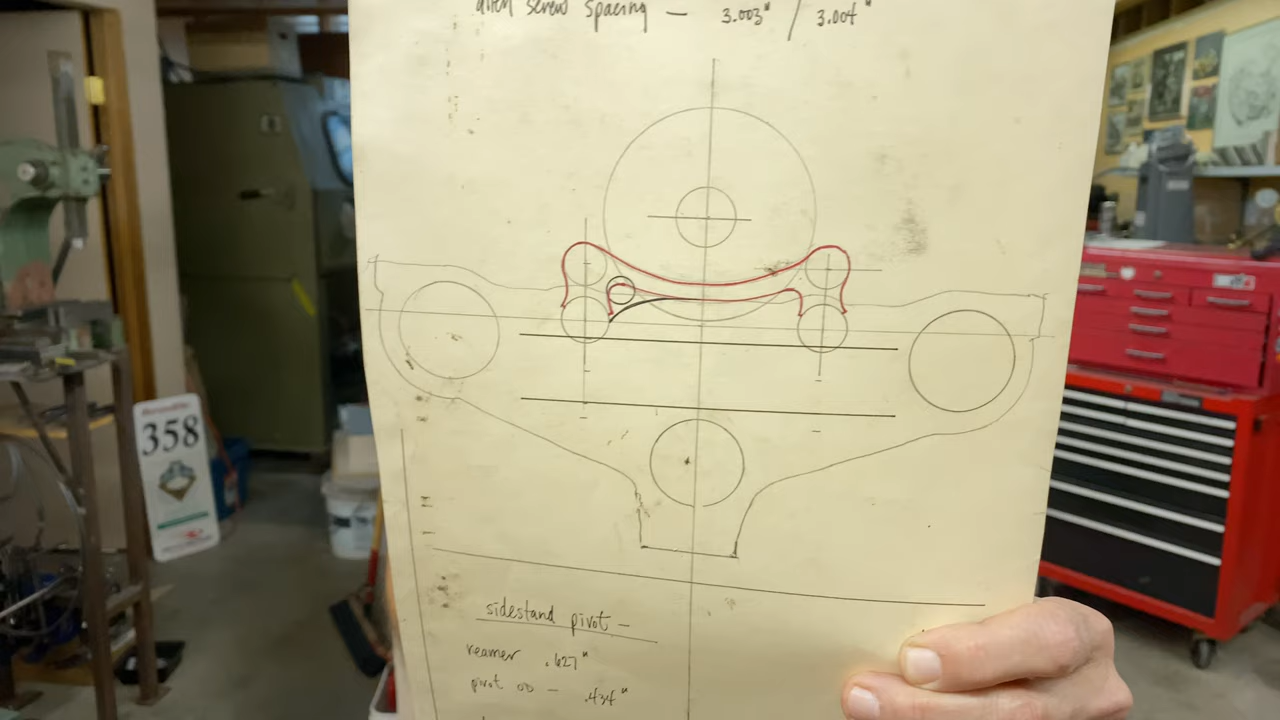 screw spacing — 3.003" / 3.004"
358
sidestand pivot —
reamer .627"
pivot OD — .434"